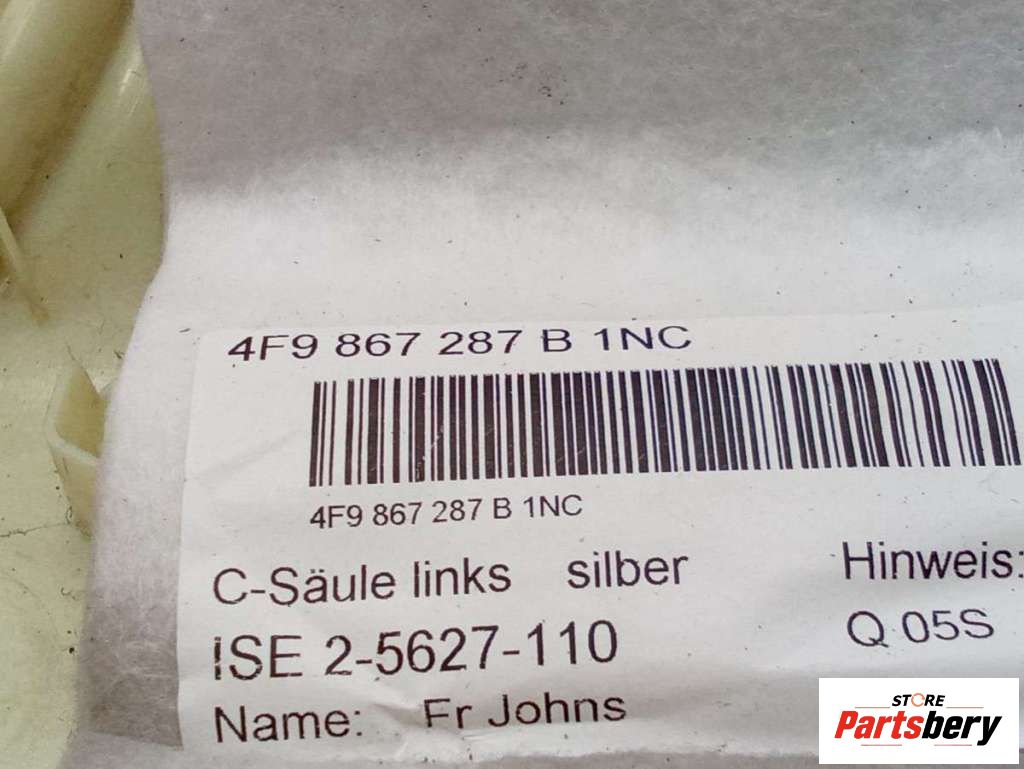 4F9 867 287 B 1NC
4F9 867 287 B 1NC
C-Säule links silber
Hinweis:
ISE 2-5627-110
Q 05S
Name: Fr Johns
STORE
Partsbery